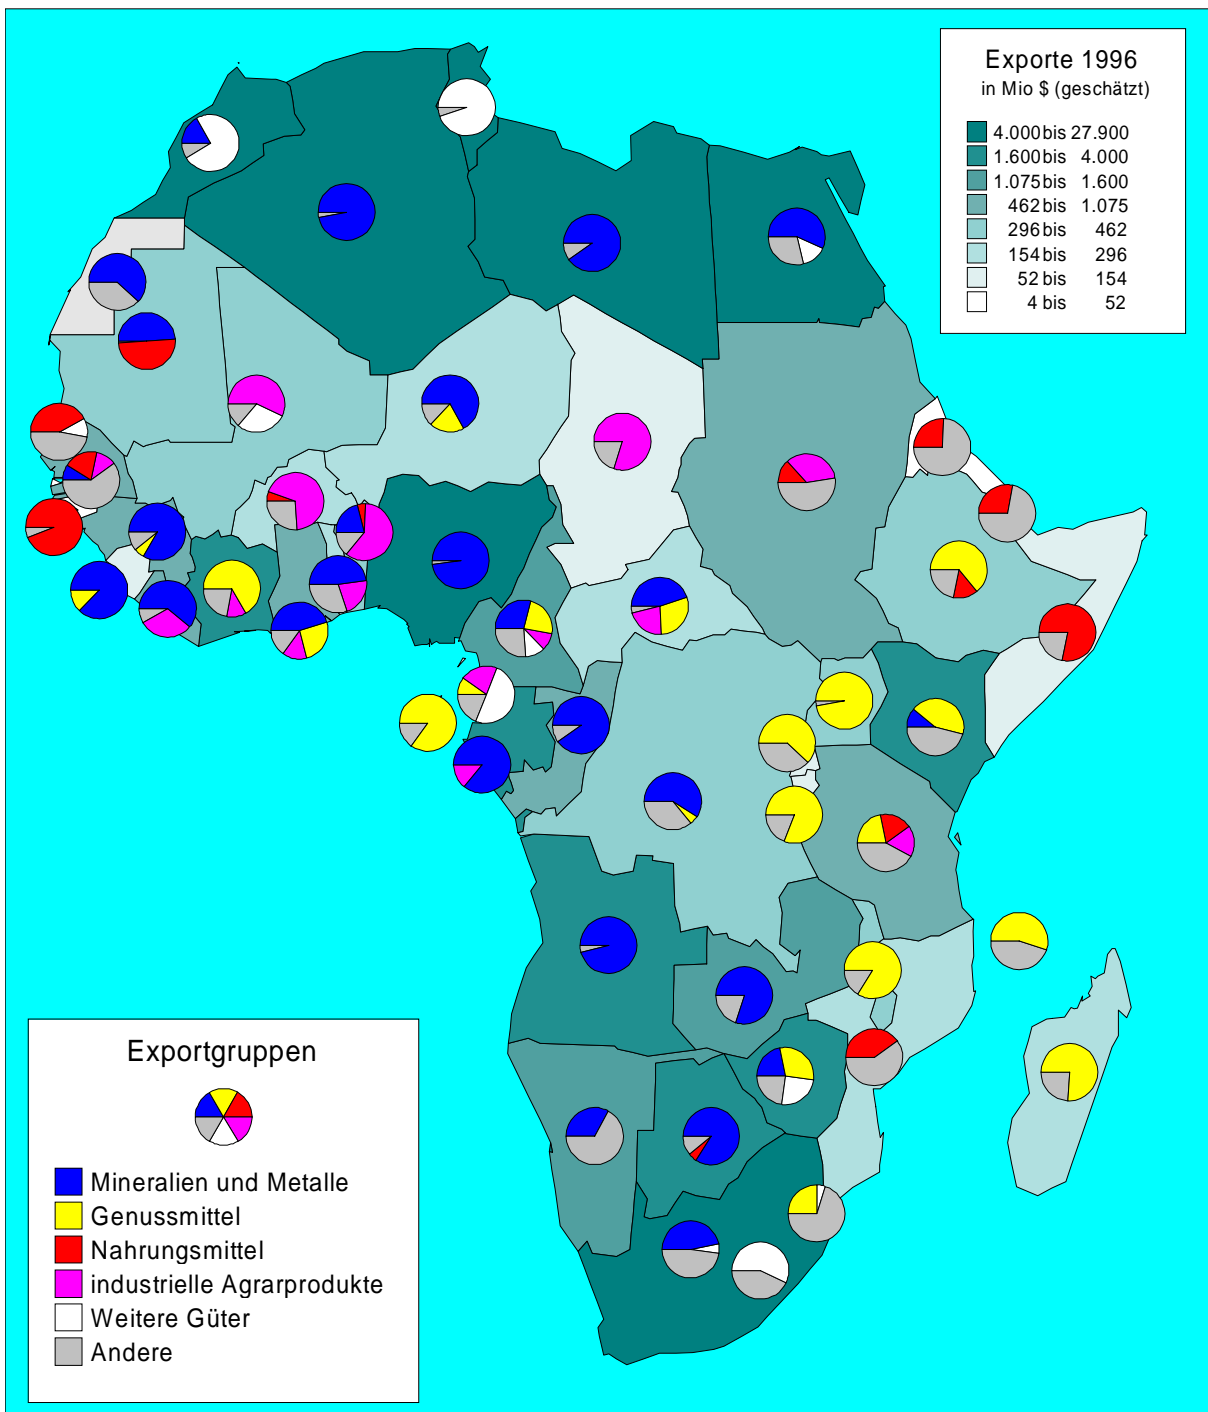 Exporte 1996
in Mio $ (geschätzt)
4.000 bis 27.900
1.600 bis 4.000
1.075 bis 1.600
462 bis 1.075
296 bis 462
154 bis 296
52 bis 154
4 bis 52
Exportgruppen
Mineralien und Metalle
Genussmittel
Nahrungsmittel
industrielle Agrarprodukte
Weitere Güter
Andere